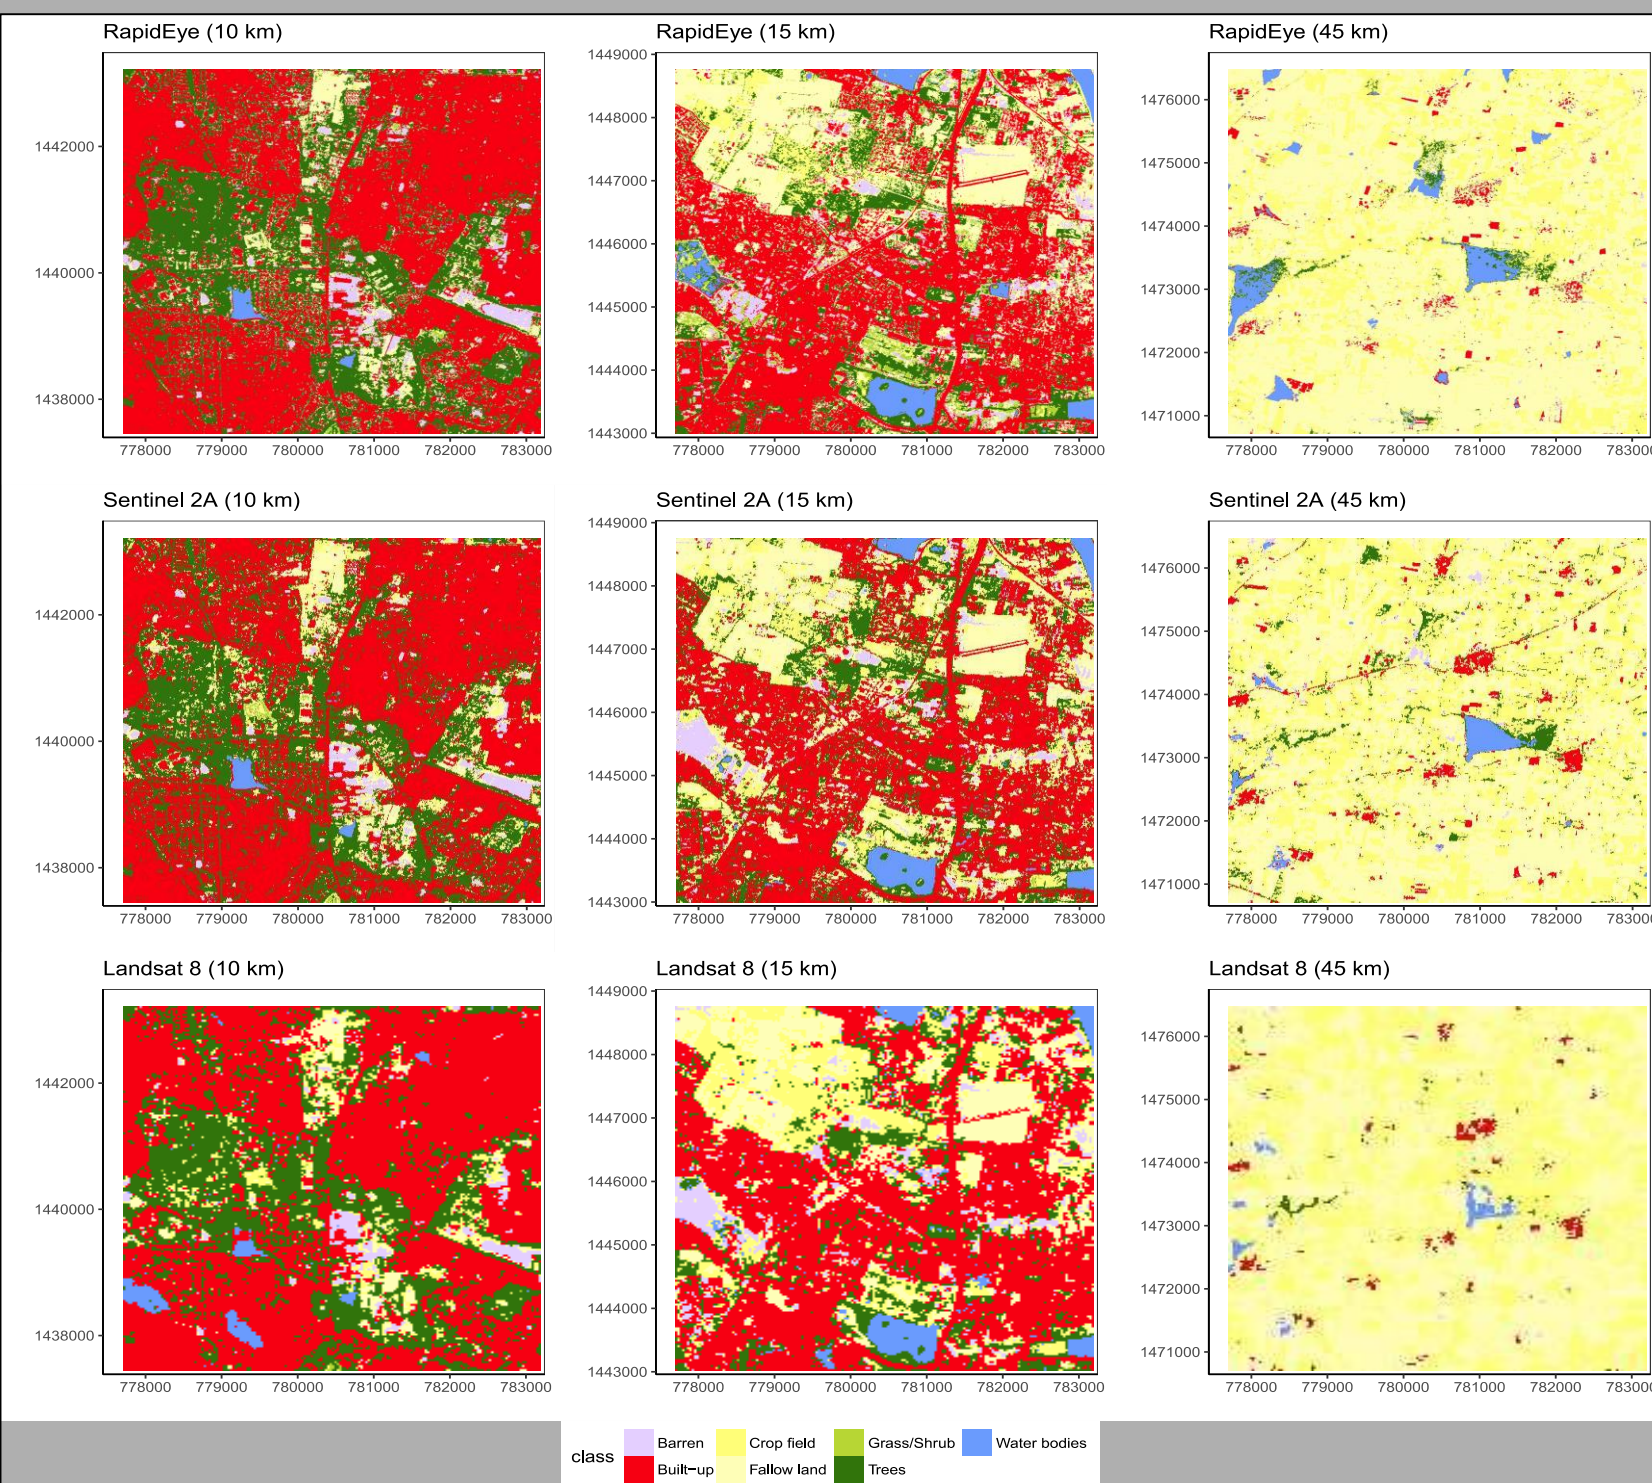 RapidEye (10 km)
RapidEye (15 km)
RapidEye (45 km)
1442000
1440000
1438000
778000 779000 780000 781000 782000 783000
1449000
1448000
1447000
1446000
1445000
1444000
1443000
778000 779000 780000 781000 782000 783000
1476000
1475000
1474000
1473000
1472000
1471000
778000 779000 780000 781000 782000 78300
Sentinel 2A (10 km)
Sentinel 2A (15 km)
Sentinel 2A (45 km)
1442000
1440000
1438000
778000 779000 780000 781000 782000 783000
1449000
1448000
1447000
1446000
1445000
1444000
1443000
778000 779000 780000 781000 782000 783000
1476000
1475000
1474000
1473000
1472000
1471000
778000 779000 780000 781000 782000 78300
Landsat 8 (10 km)
Landsat 8 (15 km)
Landsat 8 (45 km)
1442000
1440000
1438000
778000 779000 780000 781000 782000 783000
1449000
1448000
1447000
1446000
1445000
1444000
1443000
778000 779000 780000 781000 782000 783000
1476000
1475000
1474000
1473000
1472000
1471000
778000 779000 780000 781000 782000 78300
class
Barren Crop field Grass/Shrub Water bodies
Built-up Fallow land Trees